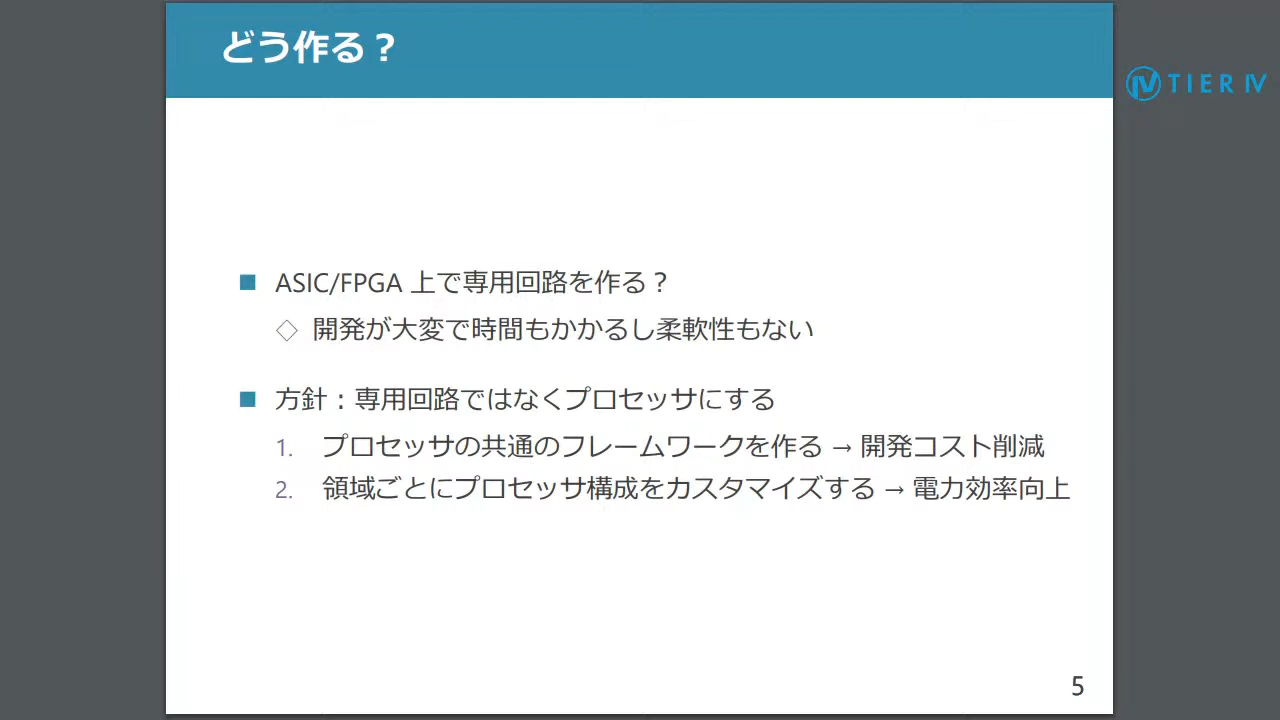 どう作る？
TIER IV
■ ASIC/FPGA 上で専用回路を作る？
◇ 開発が大変で時間もかかるし柔軟性もない
■ 方針：専用回路ではなくプロセッサにする
1. プロセッサの共通のフレームワークを作る → 開発コスト削減
2. 領域ごとにプロセッサ構成をカスタマイズする → 電力効率向上
5